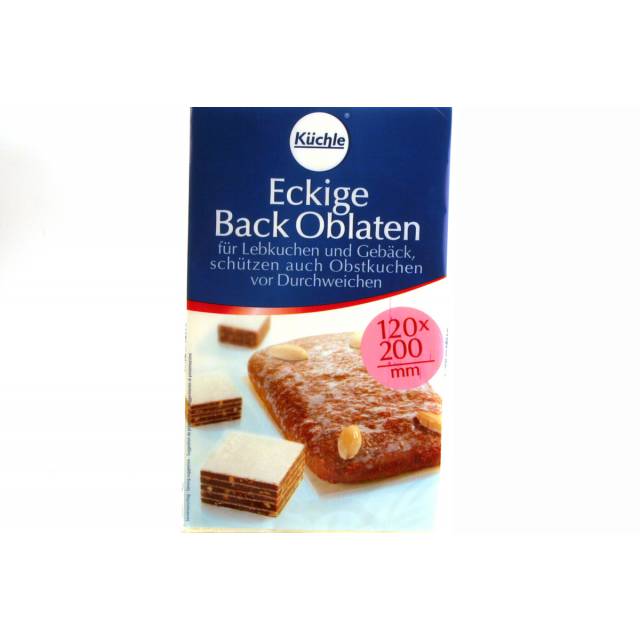 Küchle
®
Eckige
Back Oblaten
für Lebkuchen und Gebäck,
schützen auch Obstkuchen
vor Durchweichen
120x
200
mm